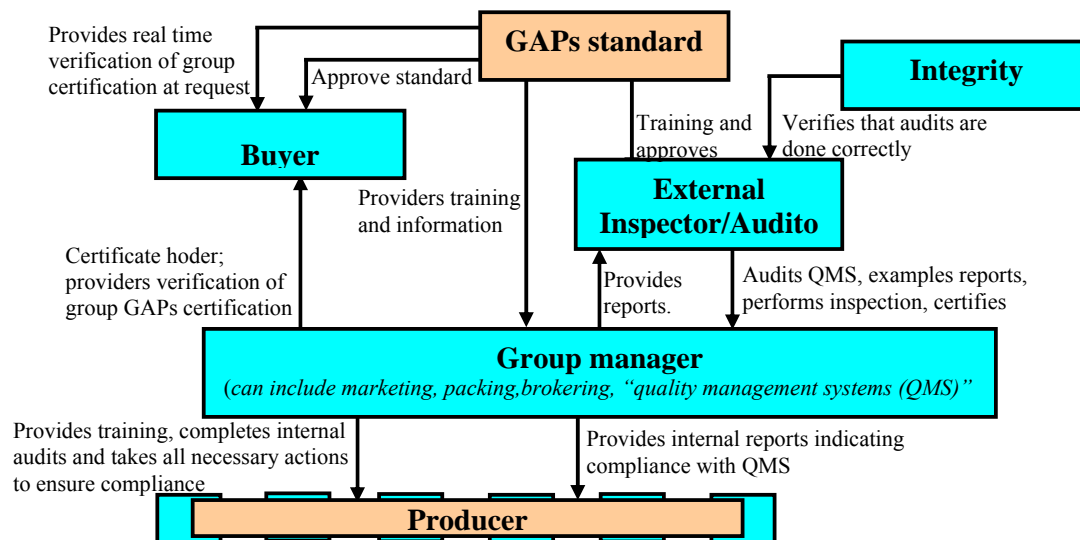 GAPs standard
Provides real time
verification of group
certification at request
Approve standard
Integrity
Training and
approves
Verifies that audits are
done correctly
Buyer
Providers training
and information
External
Inspector/Audito
Certificate hoder;
providers verification of
group GAPs certification
Provides
reports.
Audits QMS, examples reports,
performs inspection, certifies
Group manager
(can include marketing, packing,brokering, “quality management systems (QMS)”
Provides training, completes internal
audits and takes all necessary actions
to ensure compliance
Provides internal reports indicating
compliance with QMS
Producer